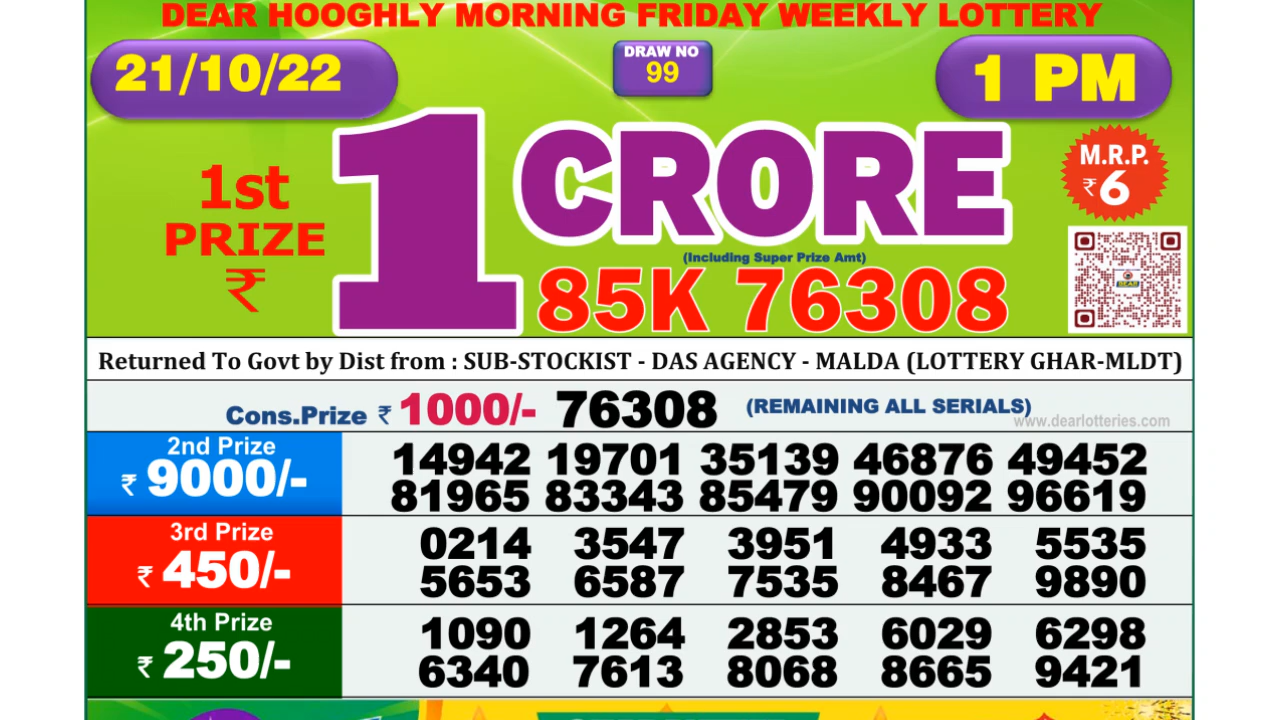 DEAR HOOGHLY MORNING FRIDAY WEEKLY LOTTERY
21/10/22
DRAW NO
99
1 PM
1st
PRIZE
₹
1 CRORE
M.R.P.
₹6
(Including Super Prize Amt)
85K 76308
DEAR
Returned To Govt by Dist from : SUB-STOCKIST - DAS AGENCY - MALDA (LOTTERY GHAR-MLDT)
Cons.Prize ₹ 1000/- 76308 (REMAINING ALL SERIALS)
www.dearlotteries.com
2nd Prize
₹ 9000/-
14942 19701 35139 46876 49452
81965 83343 85479 90092 96619
3rd Prize
₹ 450/-
0214 3547 3951 4933 5535
5653 6587 7535 8467 9890
4th Prize
₹ 250/-
1090 1264 2853 6029 6298
6340 7613 8068 8665 9421